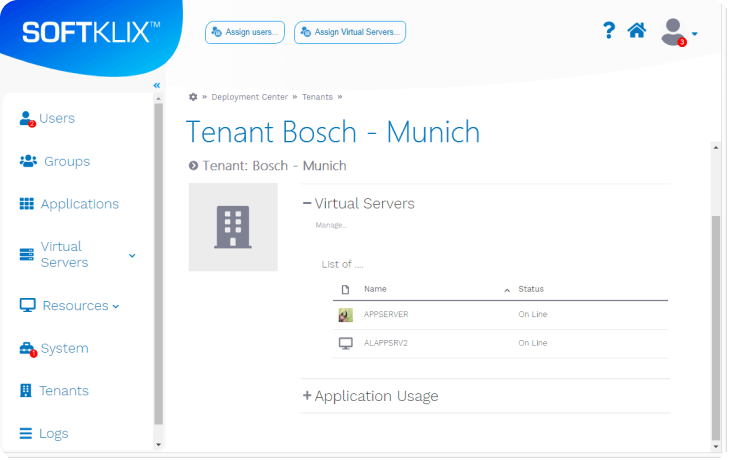 SOFTKLIX™
Assign users...
Assign Virtual Servers...
?
3
«
» Deployment Center » Tenants »
Users
2
Groups
Applications
Virtual
Servers
Resources
System
1
Tenants
Logs
Tenant Bosch - Munich
Tenant: Bosch - Munich
Virtual Servers
Manage...
List of ....
Name Status
APPSERVER On Line
ALAPPSRV2 On Line
Application Usage